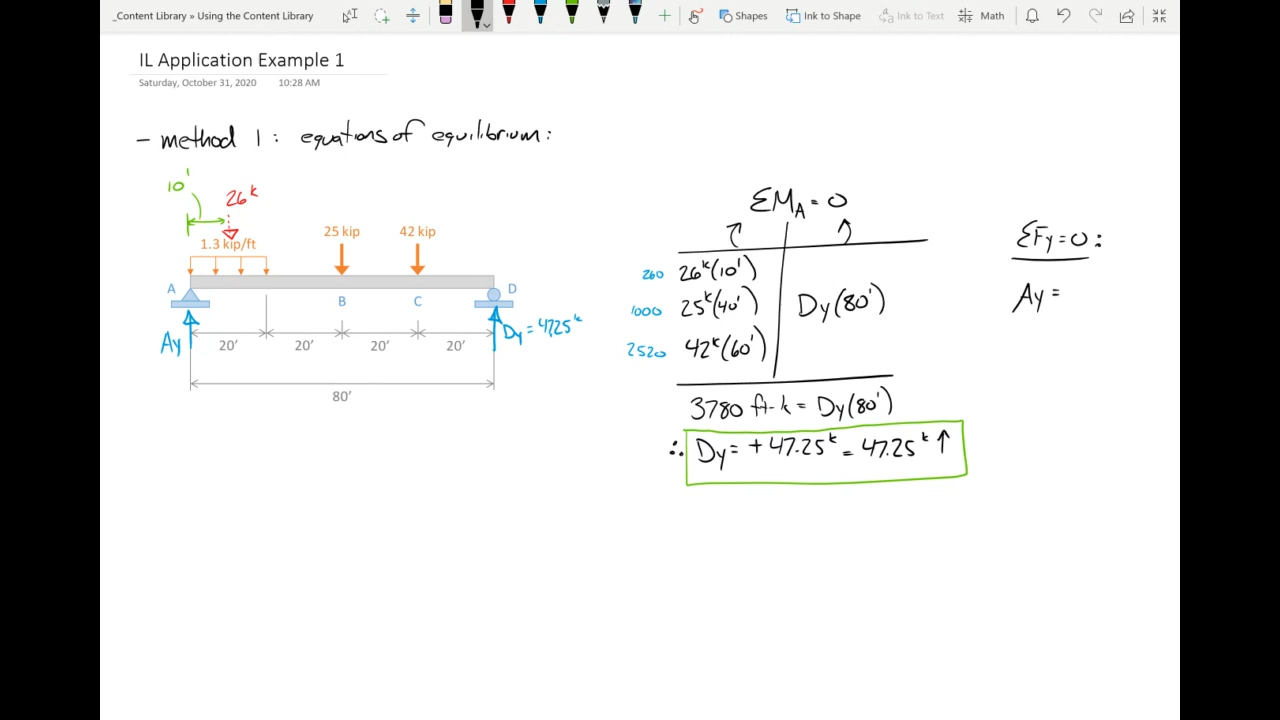 _Content Library » Using the Content Library
Shapes
Ink to Shape
Ink to Text
Math
IL Application Example 1
Saturday, October 31, 2020 10:28 AM
- method 1: equations of equilibrium:
10'
26k
1.3 kip/ft
25 kip
42 kip
A
B
C
D
Ay
Dy = 47.25k
20'
20'
20'
20'
80'
ΣMA = 0
260 26k(10')
1000 25k(40') Dy(80')
2520 42k(60')
3780 ft-k = Dy(80')
∴ Dy = +47.25k = 47.25k ↑
ΣFy = 0:
Ay =